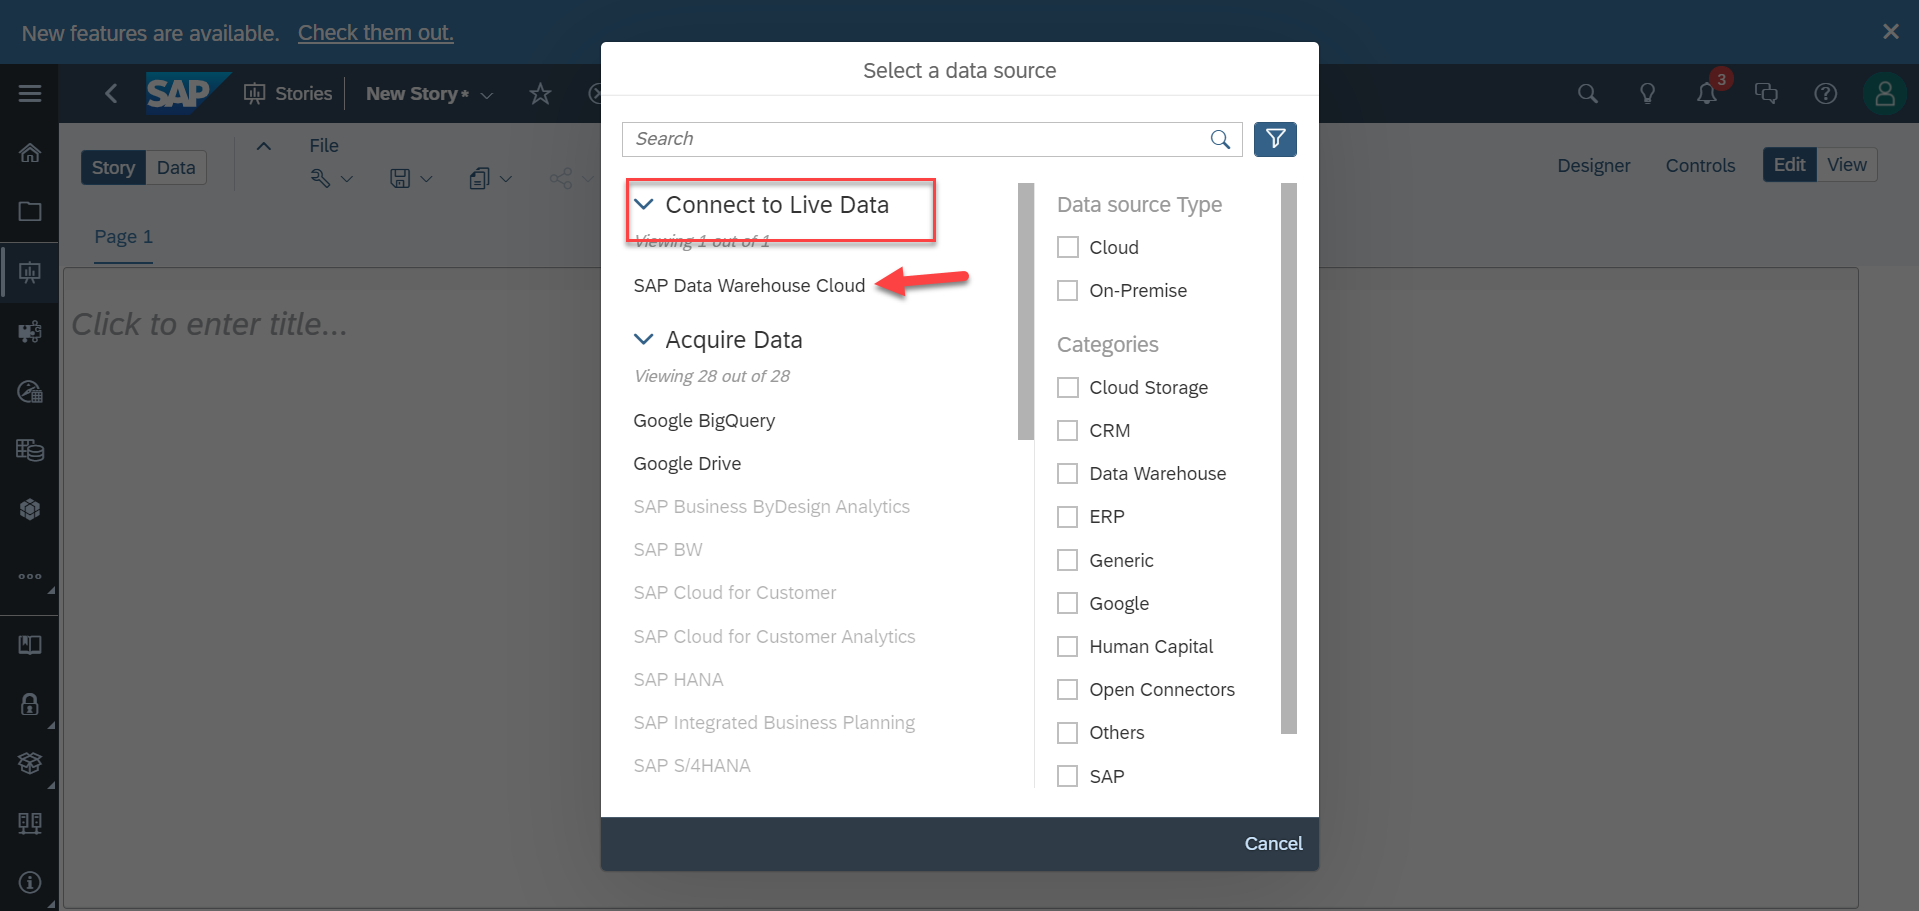 New features are available. Check them out.
SAP Stories New Story* 3
Story Data
File
Designer Controls Edit View
Page 1
Click to enter title...
Select a data source
Search
Connect to Live Data
Viewing 1 out of 1
SAP Data Warehouse Cloud
Acquire Data
Viewing 28 out of 28
Google BigQuery
Google Drive
SAP Business ByDesign Analytics
SAP BW
SAP Cloud for Customer
SAP Cloud for Customer Analytics
SAP HANA
SAP Integrated Business Planning
SAP S/4HANA
Data source Type
Cloud
On-Premise
Categories
Cloud Storage
CRM
Data Warehouse
ERP
Generic
Google
Human Capital
Open Connectors
Others
SAP
Cancel